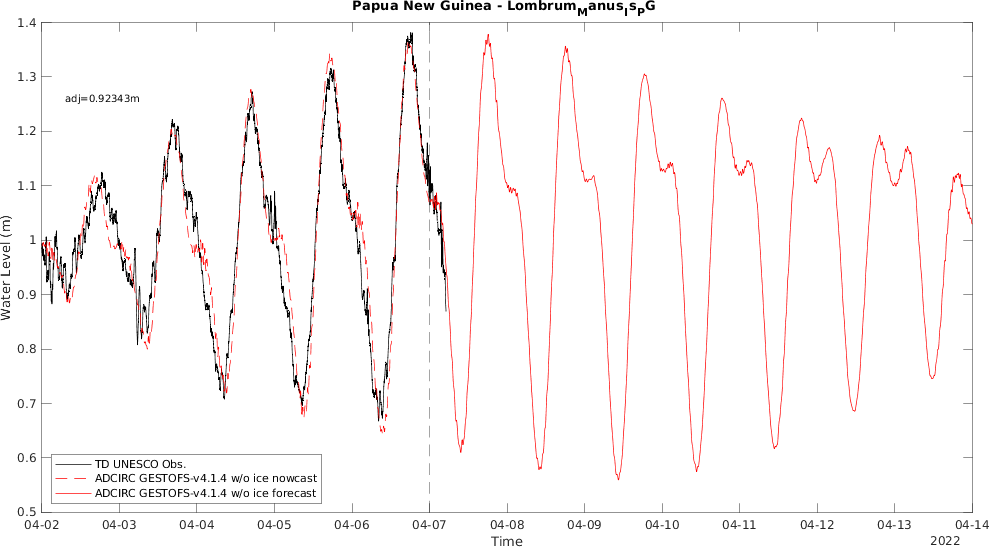 Papua New Guinea - Lombrum_Manus_Is_PG
1.4
1.3
adj=0.92343m
1.2
1.1
1
Water Level (m)
0.9
0.8
0.7
0.6
0.5
TD UNESCO Obs.
ADCIRC GESTOFS-v4.1.4 w/o ice nowcast
ADCIRC GESTOFS-v4.1.4 w/o ice forecast
04-02 04-03 04-04 04-05 04-06 04-07 04-08 04-09 04-10 04-11 04-12 04-13 04-14
Time
2022